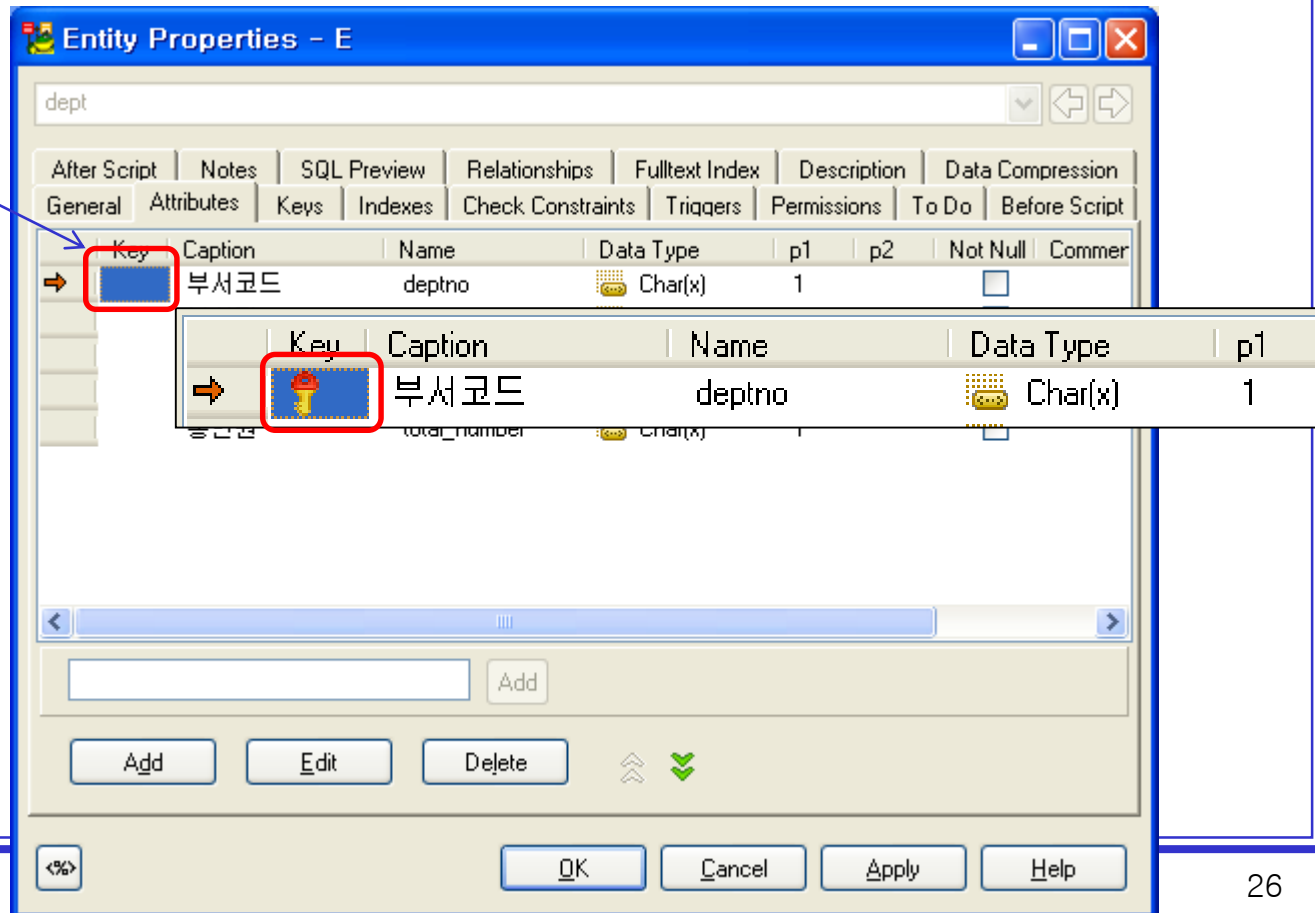 Entity Properties - E
dept
After Script Notes SQL Preview Relationships Fulltext Index Description Data Compression
General Attributes Keys Indexes Check Constraints Triggers Permissions To Do Before Script
Key Caption Name Data Type p1 p2 Not Null Commer
부서코드 deptno Char(x) 1
Key Caption Name Data Type p1
부서코드 deptno Char(x) 1
total_number Char(x) 1
Add
Add Edit Delete
<%> OK Cancel Apply Help
26